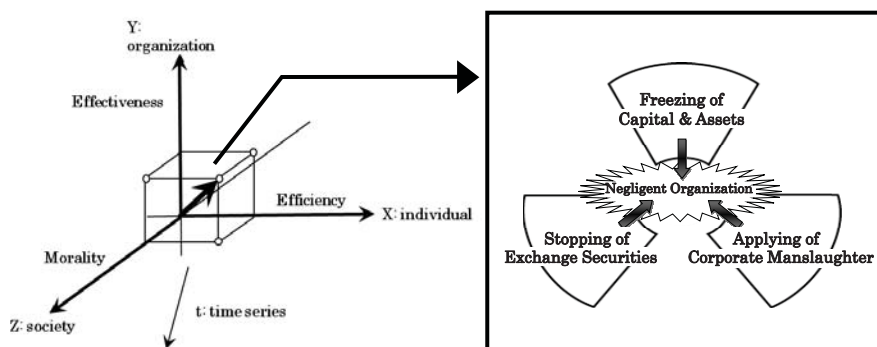 Y:
organization
Effectiveness
Efficiency
X: individual
Morality
Z: society
t: time series
Freezing of
Capital & Assets
Negligent Organization
Stopping of
Exchange Securities
Applying of
Corporate Manslaughter